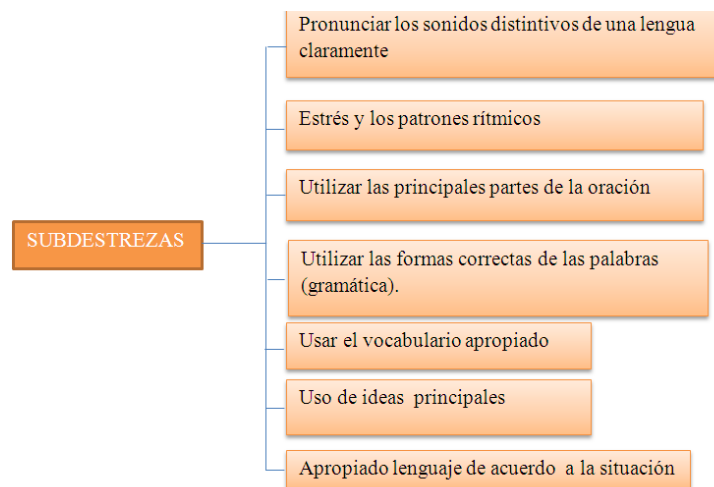 Pronunciar los sonidos distintivos de una lengua
claramente
Estrés y los patrones rítmicos
Utilizar las principales partes de la oración
SUBDESTREZAS
Utilizar las formas correctas de las palabras
(gramática).
Usar el vocabulario apropiado
Uso de ideas principales
Apropiado lenguaje de acuerdo a la situación